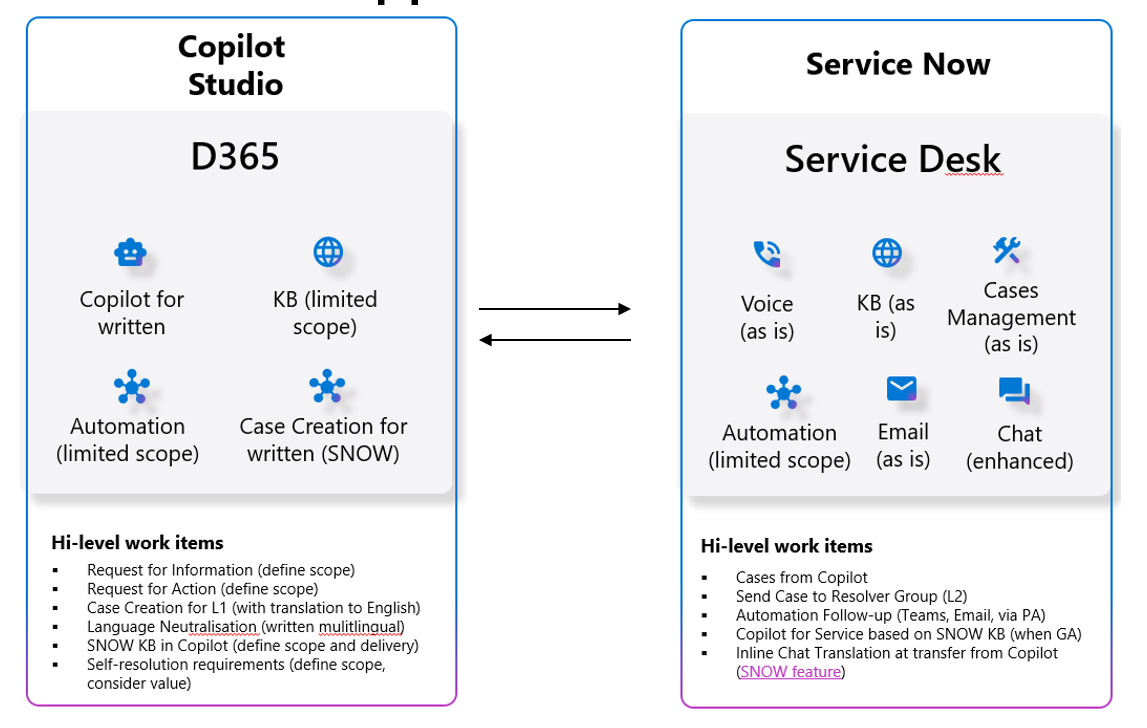 Copilot
Studio
D365
Copilot for
written
KB (limited
scope)
Automation
(limited scope)
Case Creation for
written (SNOW)
Hi-level work items
▪ Request for Information (define scope)
▪ Request for Action (define scope)
▪ Case Creation for L1 (with translation to English)
▪ Language Neutralisation (written mulitlingual)
▪ SNOW KB in Copilot (define scope and delivery)
▪ Self-resolution requirements (define scope,
consider value)
Service Now
Service Desk
Voice
(as is)
KB (as
is)
Cases
Management
(as is)
Automation
(limited scope)
Email
(as is)
Chat
(enhanced)
Hi-level work items
▪ Cases from Copilot
▪ Send Case to Resolver Group (L2)
▪ Automation Follow-up (Teams, Email, via PA)
▪ Copilot for Service based on SNOW KB (when GA)
▪ Inline Chat Translation at transfer from Copilot
(SNOW feature)